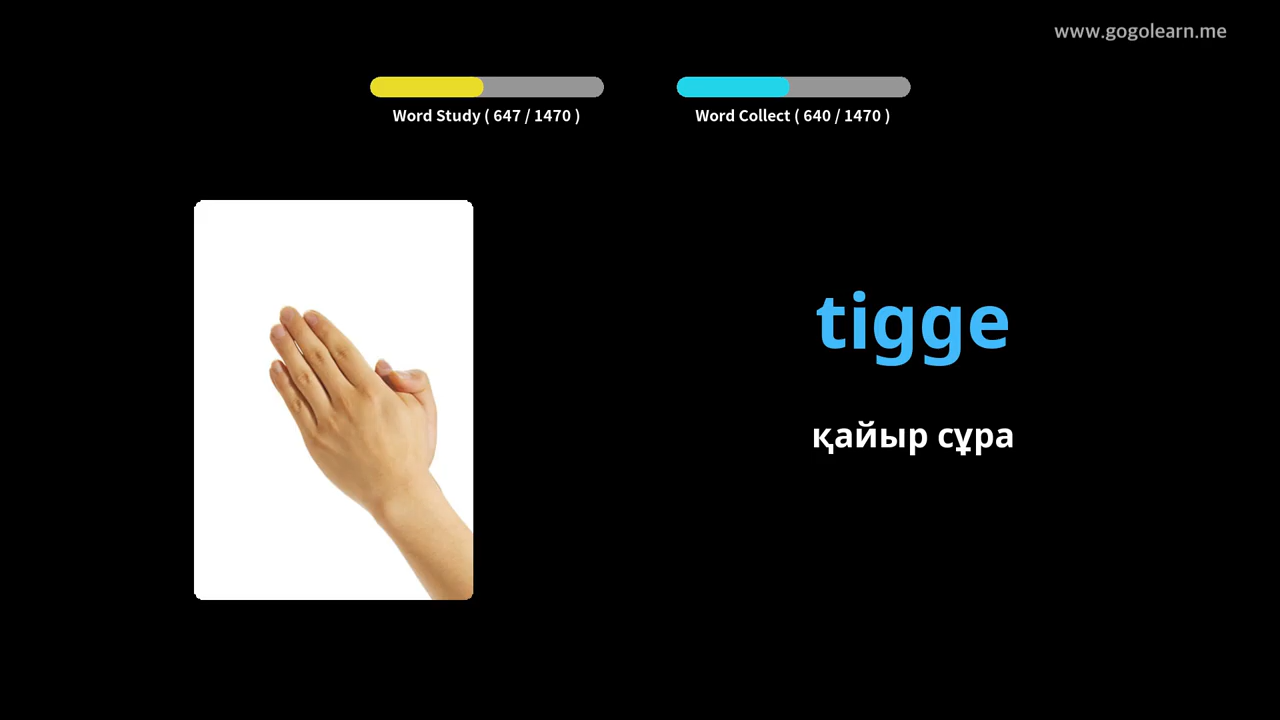 www.gogolearn.me
Word Study ( 647 / 1470 )
Word Collect ( 640 / 1470 )
tigge
қайыр сұра